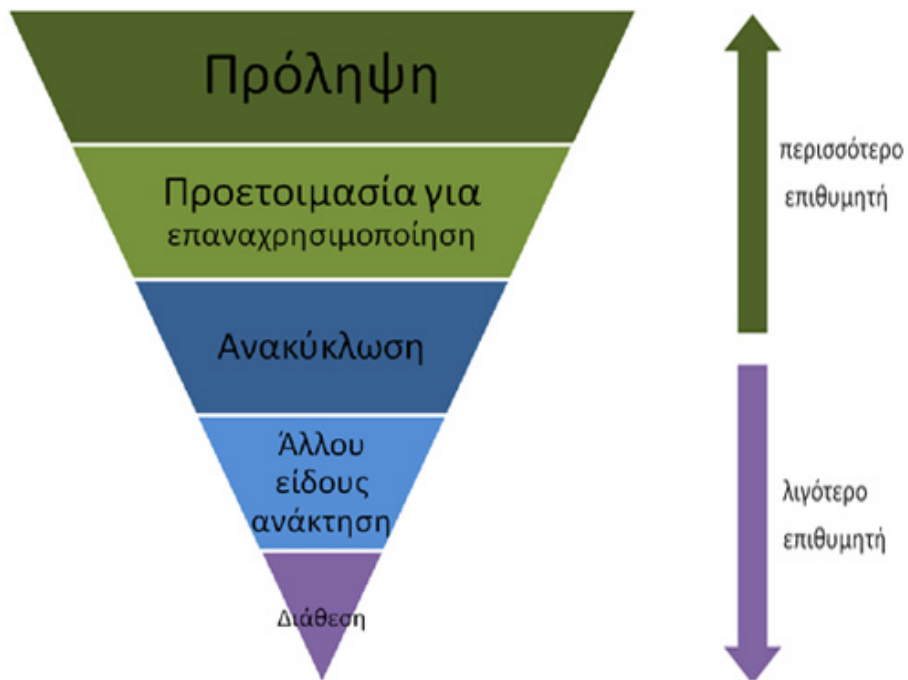 Πρόληψη
Προετοιμασία για
επαναχρησιμοποίηση
Ανακύκλωση
Άλλου
είδους
ανάκτηση
Διάθεση
περισσότερο
επιθυμητή
λιγότερο
επιθυμητή